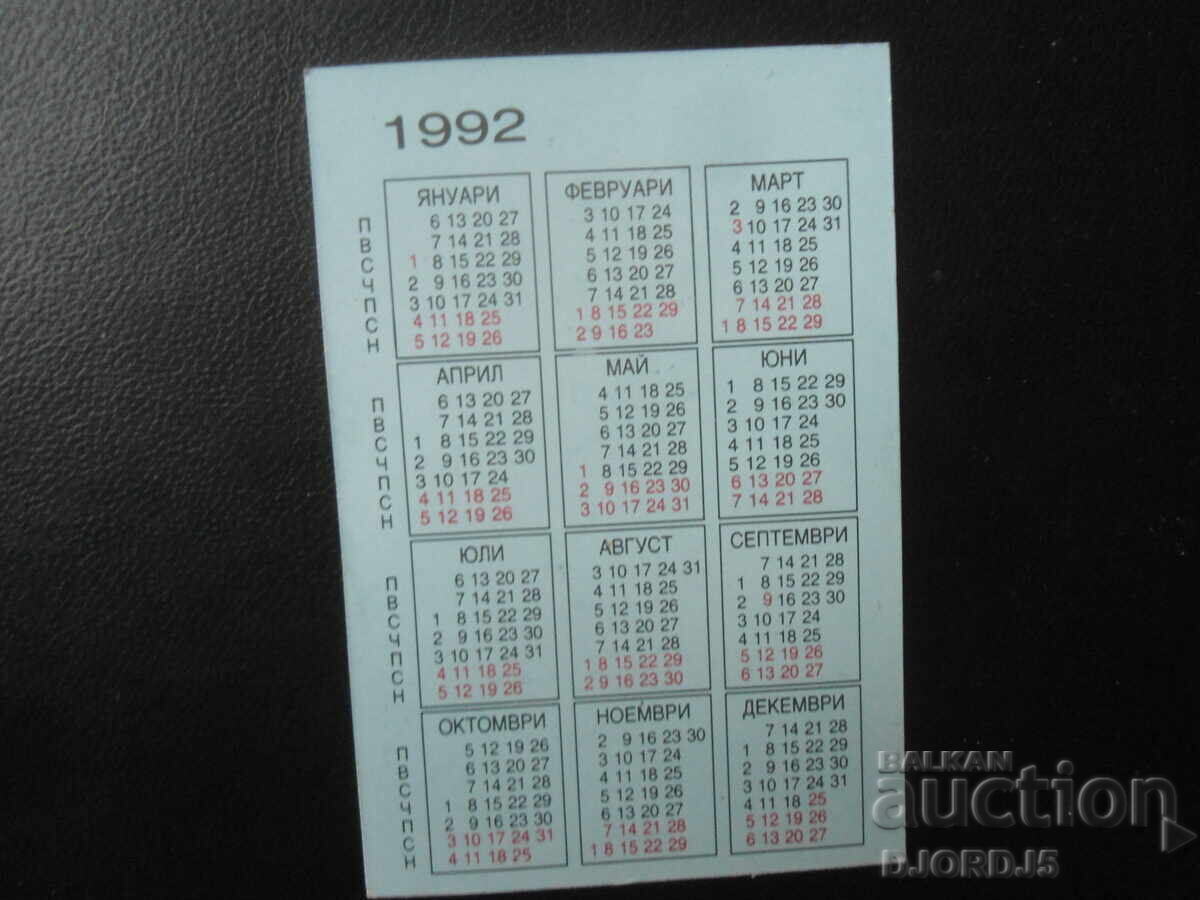 1992
ЯНУАРИ
П 6 13 20 27
В 7 14 21 28
С 1 8 15 22 29
Ч 2 9 16 23 30
П 3 10 17 24 31
С 4 11 18 25
Н 5 12 19 26
ФЕВРУАРИ
3 10 17 24
4 11 18 25
5 12 19 26
6 13 20 27
7 14 21 28
1 8 15 22 29
2 9 16 23
МАРТ
2 9 16 23 30
3 10 17 24 31
4 11 18 25
5 12 19 26
6 13 20 27
7 14 21 28
1 8 15 22 29
АПРИЛ
П 6 13 20 27
В 7 14 21 28
С 1 8 15 22 29
Ч 2 9 16 23 30
П 3 10 17 24
С 4 11 18 25
Н 5 12 19 26
МАЙ
4 11 18 25
5 12 19 26
6 13 20 27
7 14 21 28
1 8 15 22 29
2 9 16 23 30
3 10 17 24 31
ЮНИ
1 8 15 22 29
2 9 16 23 30
3 10 17 24
4 11 18 25
5 12 19 26
6 13 20 27
7 14 21 28
ЮЛИ
П 6 13 20 27
В 7 14 21 28
С 1 8 15 22 29
Ч 2 9 16 23 30
П 3 10 17 24 31
С 4 11 18 25
Н 5 12 19 26
АВГУСТ
3 10 17 24 31
4 11 18 25
5 12 19 26
6 13 20 27
7 14 21 28
1 8 15 22 29
2 9 16 23 30
СЕПТЕМВРИ
7 14 21 28
1 8 15 22 29
2 9 16 23 30
3 10 17 24
4 11 18 25
5 12 19 26
6 13 20 27
ОКТОМВРИ
П 5 12 19 26
В 6 13 20 27
С 7 14 21 28
Ч 1 8 15 22 29
П 2 9 16 23 30
С 3 10 17 24 31
Н 4 11 18 25
НОЕМВРИ
2 9 16 23 30
3 10 17 24
4 11 18 25
5 12 19 26
6 13 20 27
7 14 21 28
1 8 15 22 29
ДЕКЕМВРИ
7 14 21 28
1 8 15 22 29
2 9 16 23 30
3 10 17 24 31
4 11 18 25
5 12 19 26
6 13 20 27
BALKAN
auction
DJORDJ5